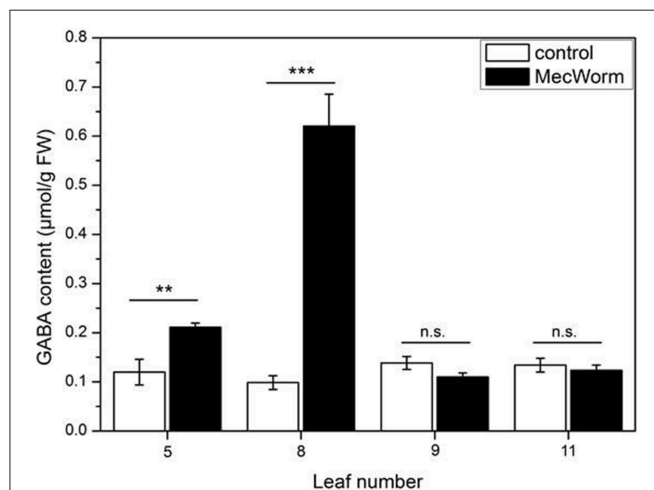 0.8
control
MecWorm
***
0.7
0.6
0.5
0.4
0.3
**
0.2
n.s.
n.s.
0.1
0.0
GABA content (µmol/g FW)
5
8
9
11
Leaf number